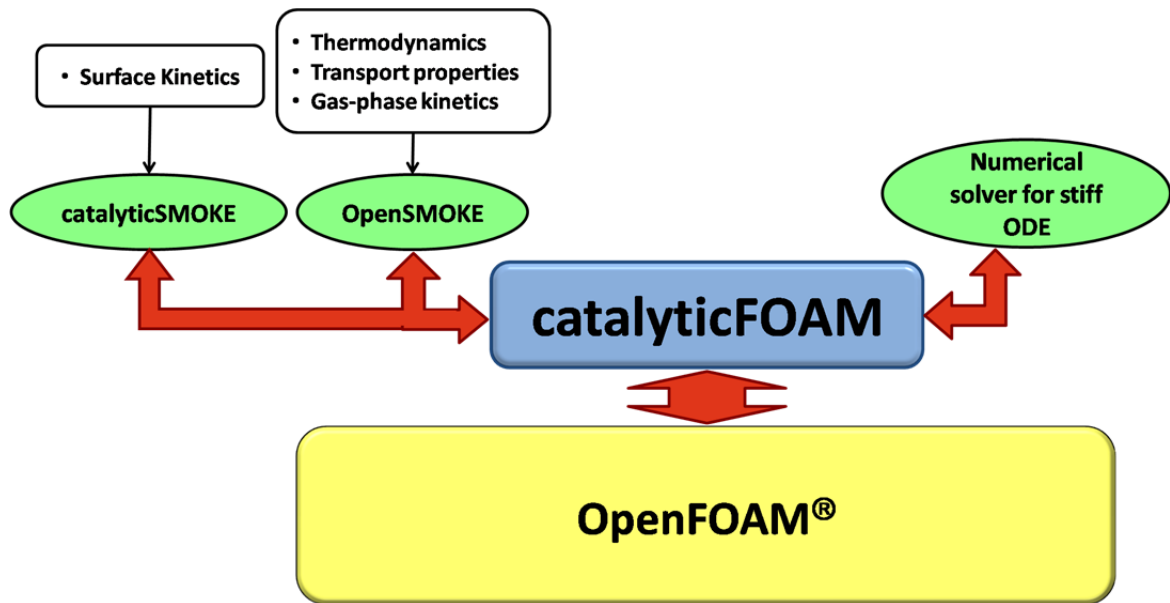 • Surface Kinetics
• Thermodynamics
• Transport properties
• Gas-phase kinetics
catalyticSMOKE
OpenSMOKE
Numerical
solver for stiff
ODE
catalyticFOAM
OpenFOAM®